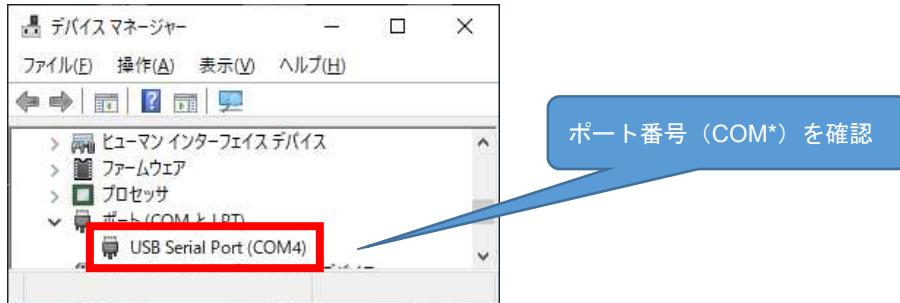 デバイス マネージャー
ファイル(F) 操作(A) 表示(V) ヘルプ(H)
ヒューマン インターフェイス デバイス
ファームウェア
プロセッサ
ポート (COM と LPT)
USB Serial Port (COM4)
ポート番号（COM*）を確認